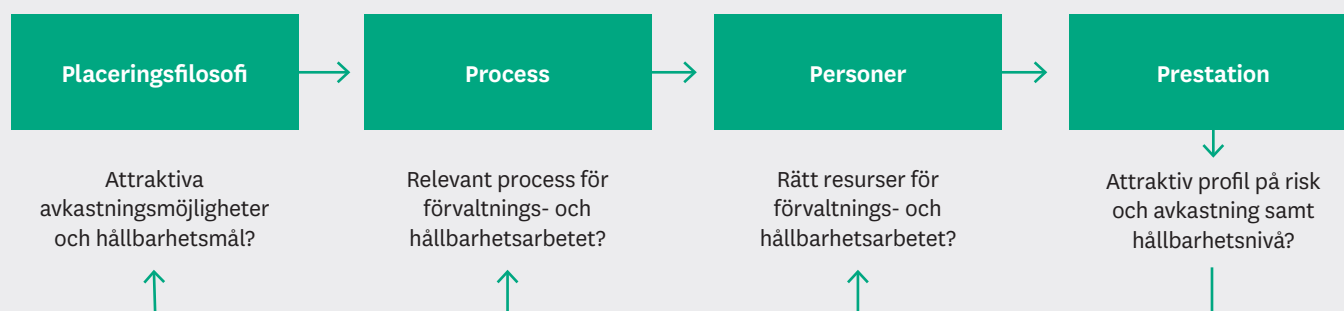 Placeringsfilosofi
Process
Personer
Prestation
Attraktiva
avkastningsmöjligheter
och hållbarhetsmål?
Relevant process för
förvaltnings- och
hållbarhetsarbetet?
Rätt resurser för
förvaltnings- och
hållbarhetsarbetet?
Attraktiv profil på risk
och avkastning samt
hållbarhetsnivå?